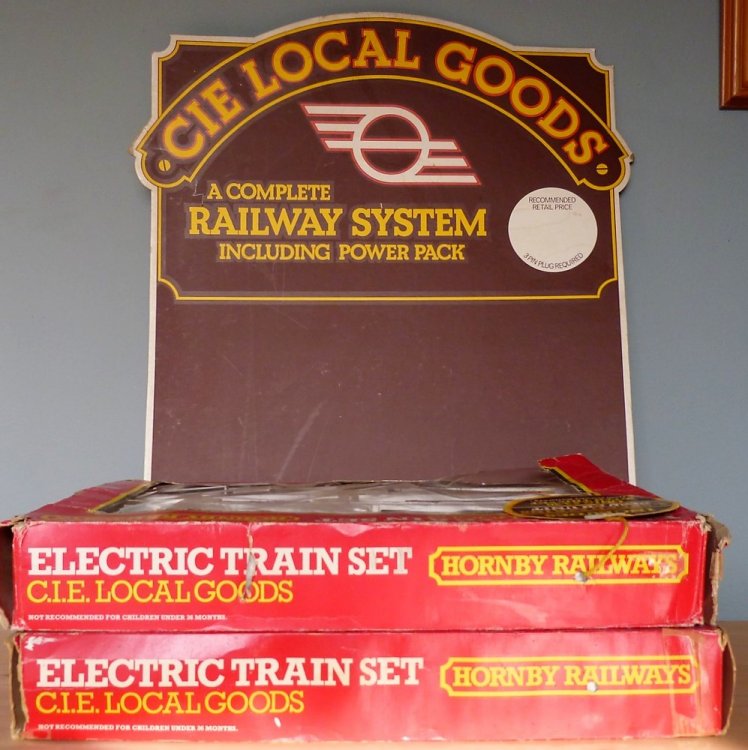 CIE LOCAL GOODS
A COMPLETE
RAILWAY SYSTEM
INCLUDING POWER PACK
RECOMMENDED
RETAIL PRICE
3 PIN PLUG REQUIRED
ELECTRIC TRAIN SET
HORNBY RAILWAYS
C.I.E. LOCAL GOODS
NOT RECOMMENDED FOR CHILDREN UNDER 36 MONTHS.
ELECTRIC TRAIN SET
HORNBY RAILWAYS
C.I.E. LOCAL GOODS
NOT RECOMMENDED FOR CHILDREN UNDER 36 MONTHS.